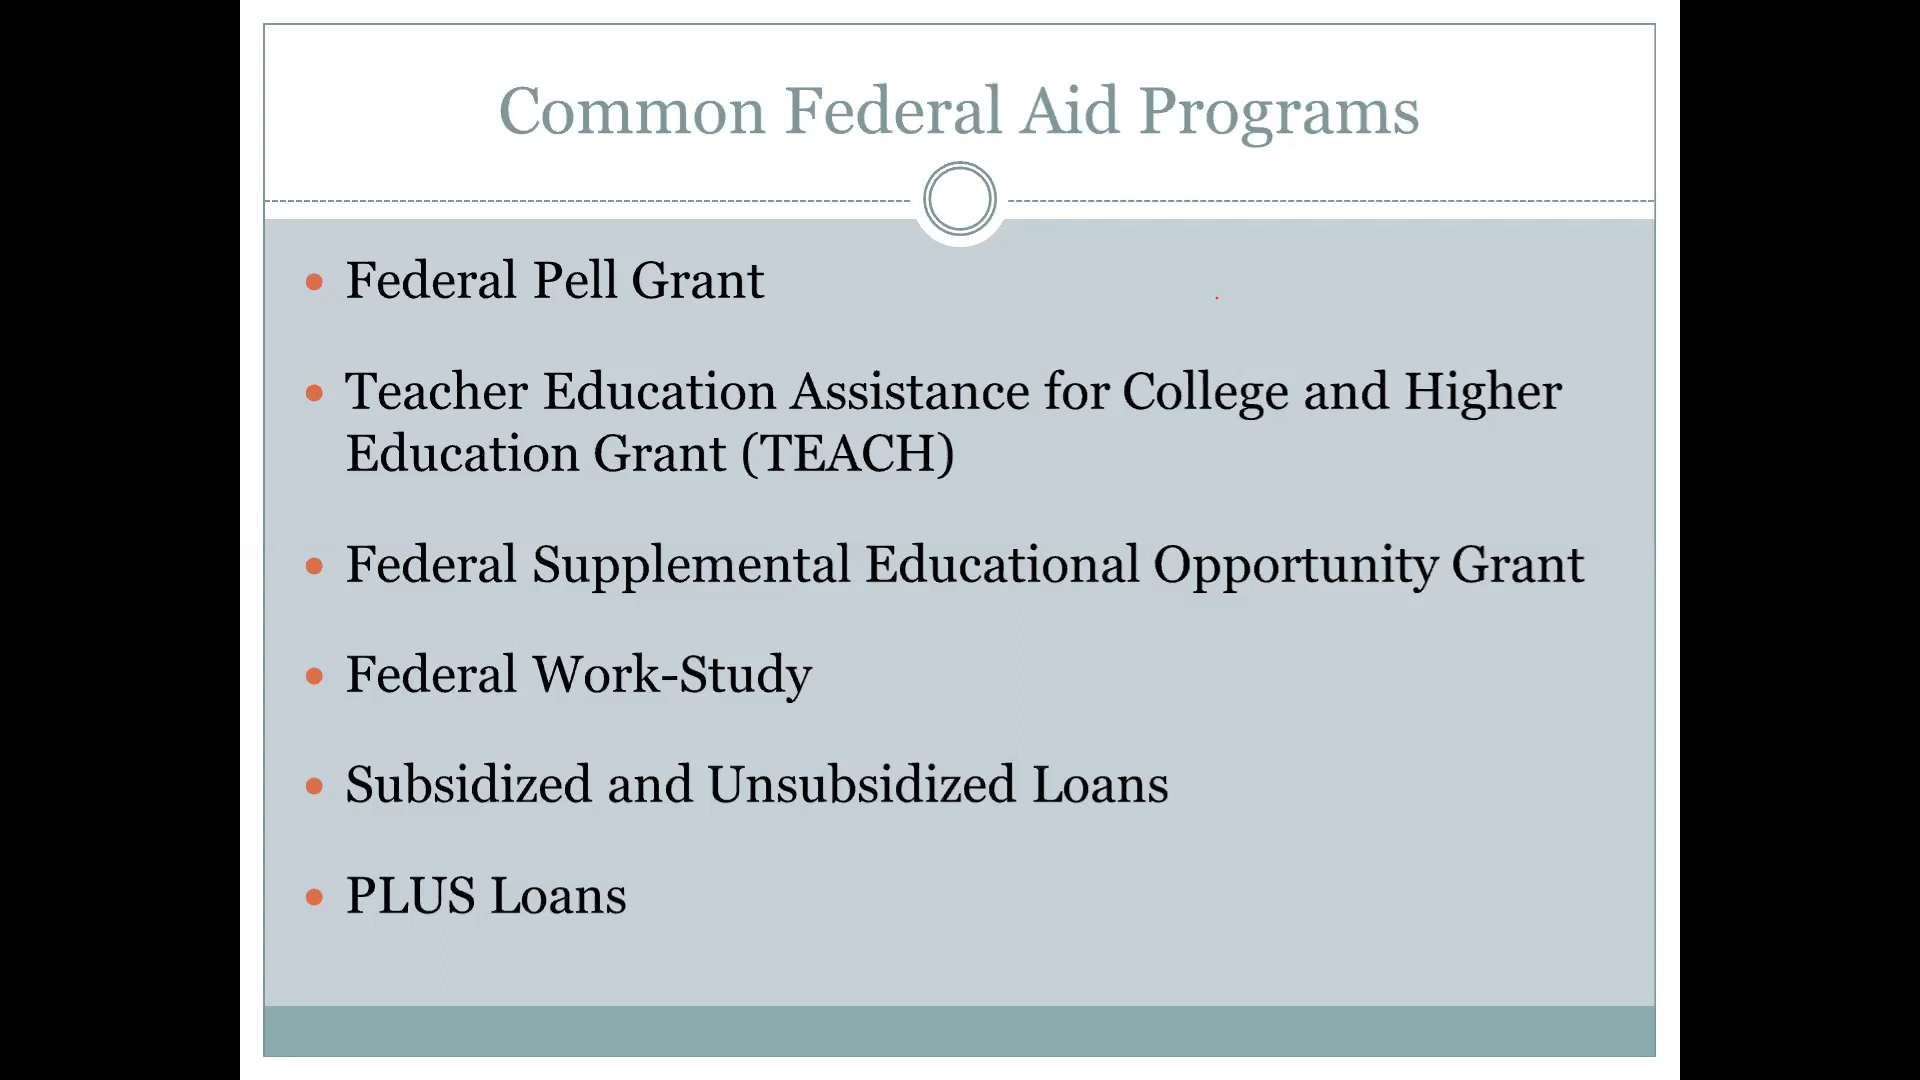 Common Federal Aid Programs
• Federal Pell Grant
• Teacher Education Assistance for College and Higher
Education Grant (TEACH)
• Federal Supplemental Educational Opportunity Grant
• Federal Work-Study
• Subsidized and Unsubsidized Loans
• PLUS Loans